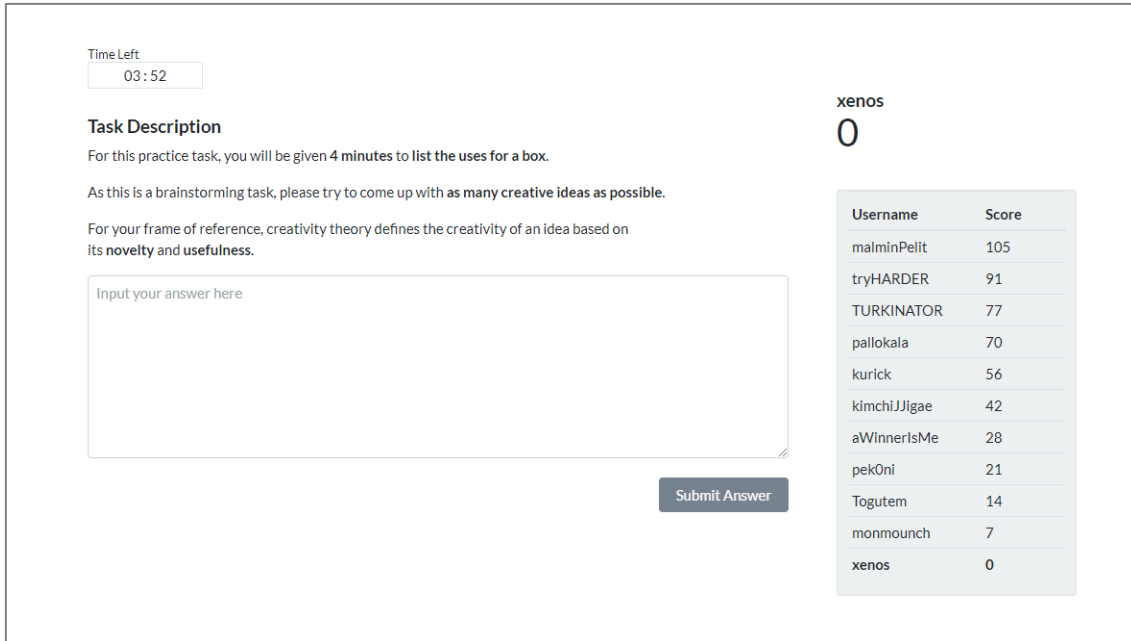 Time Left
03 : 52
Task Description
For this practice task, you will be given 4 minutes to list the uses for a box.
As this is a brainstorming task, please try to come up with as many creative ideas as possible.
For your frame of reference, creativity theory defines the creativity of an idea based on
its novelty and usefulness.
Input your answer here
Submit Answer
xenos
0
Username Score
malminPelit 105
tryHARDER 91
TURKINATOR 77
pallokala 70
kurick 56
kimchiJJigae 42
aWinnerIsMe 28
pek0ni 21
Togutem 14
monmounch 7
xenos 0